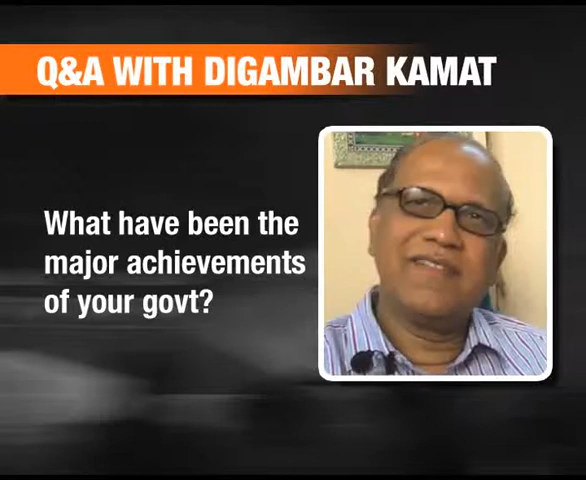 Q&A WITH DIGAMBAR KAMAT
What have been the
major achievements
of your govt?